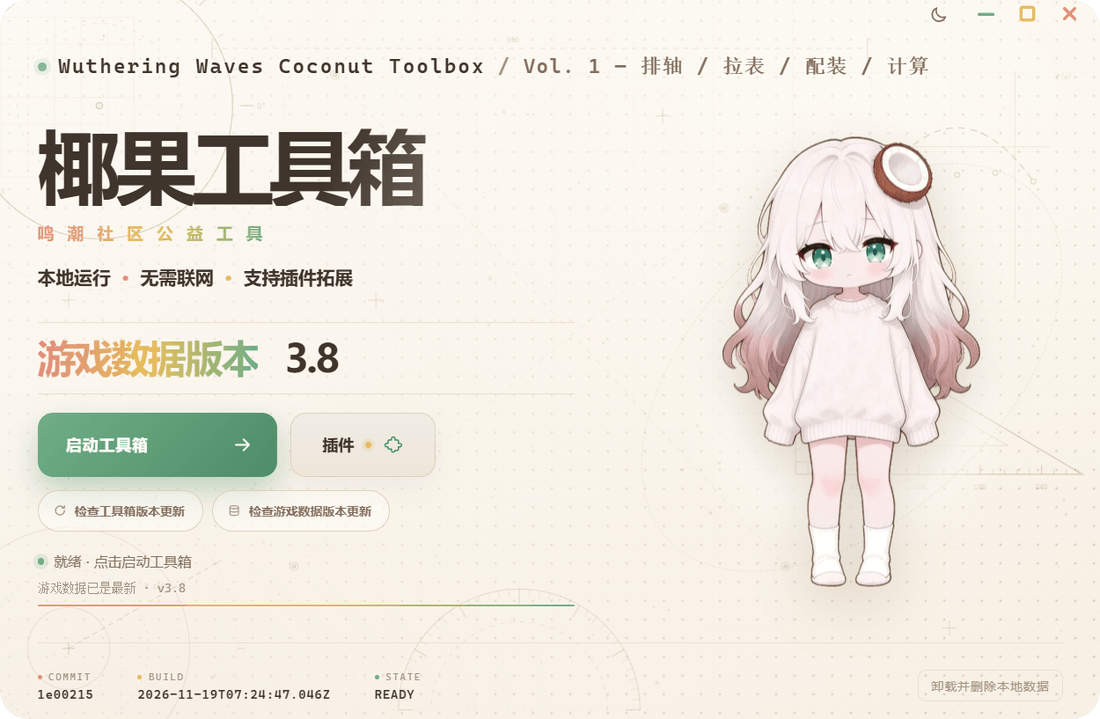 Wuthering Waves Coconut Toolbox / Vol. 1 — 排轴 / 拉表 / 配装 / 计算
椰果工具箱
鸣潮社区公益工具
本地运行 • 无需联网 • 支持插件拓展
游戏数据版本 3.8
启动工具箱 →
插件
检查工具箱版本更新
检查游戏数据版本更新
就绪 · 点击启动工具箱
游戏数据已是最新 · v3.8
COMMIT
1e00215
BUILD
2026-11-19T07:24:47.046Z
STATE
READY
卸载并删除本地数据